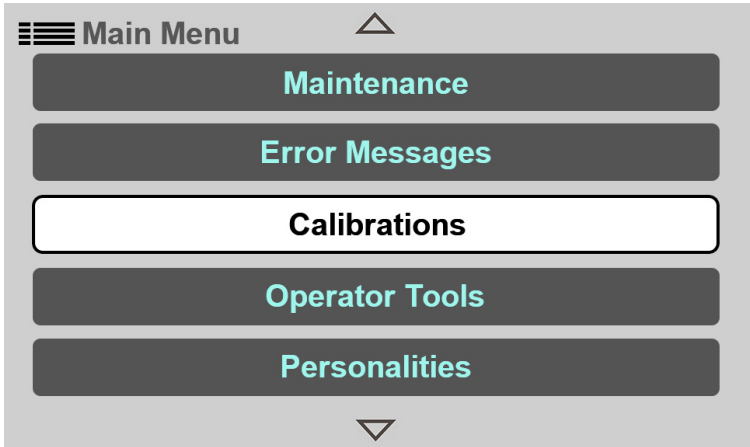 Main Menu
Maintenance
Error Messages
Calibrations
Operator Tools
Personalities